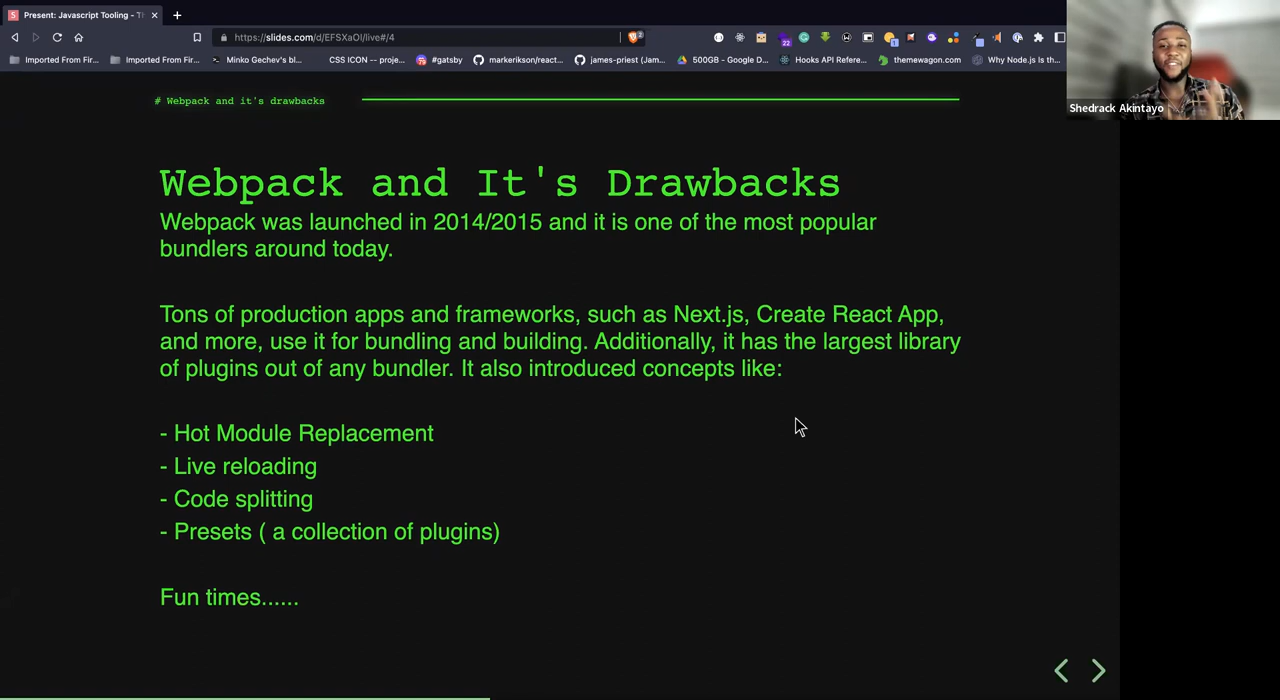 Present: Javascript Tooling - Th
https://slides.com/d/EFSXaOI/live#/4
2
22
1
Imported From Fir...
Imported From Fir...
Minko Gechev's bl...
CSS ICON -- proje...
#gatsby
markerikson/react...
james-priest (Jam...
500GB - Google D...
Hooks API Refere...
themewagon.com
Why Node.js Is th...
Shedrack Akintayo
# Webpack and it's drawbacks
Webpack and It's Drawbacks
Webpack was launched in 2014/2015 and it is one of the most popular
bundlers around today.
Tons of production apps and frameworks, such as Next.js, Create React App,
and more, use it for bundling and building. Additionally, it has the largest library
of plugins out of any bundler. It also introduced concepts like:
- Hot Module Replacement
- Live reloading
- Code splitting
- Presets ( a collection of plugins)
Fun times......